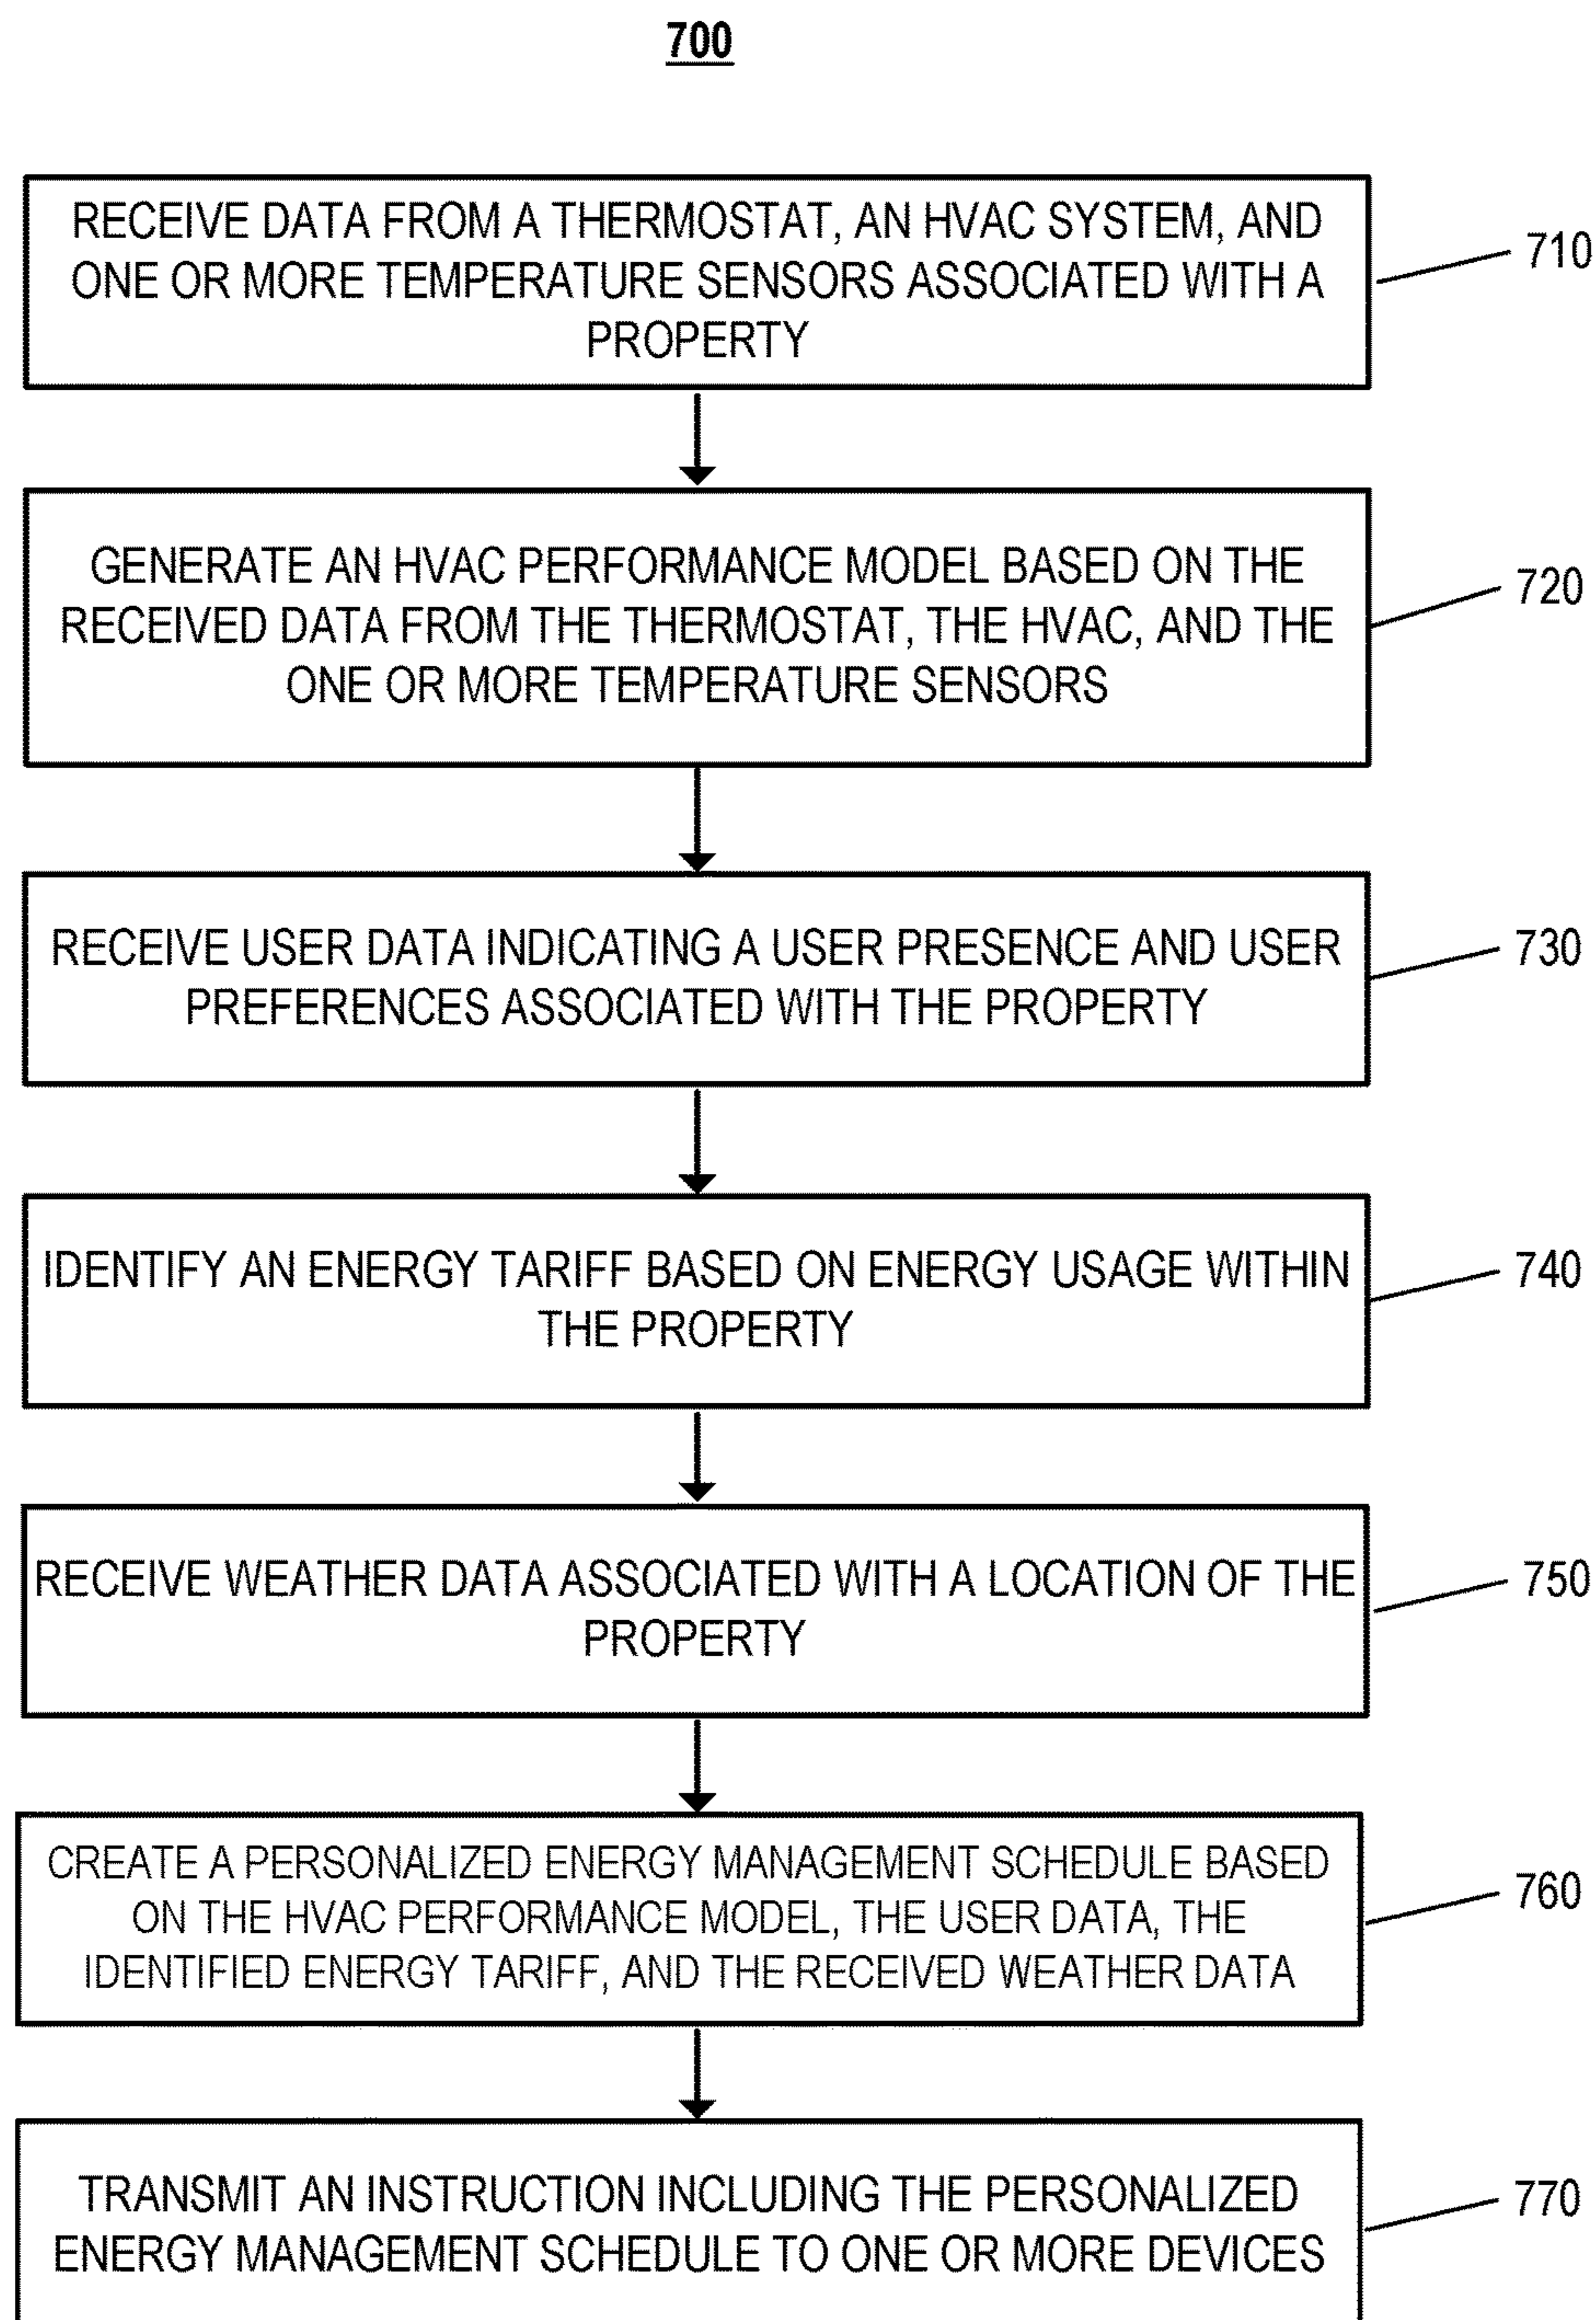 700
RECEIVE DATA FROM A THERMOSTAT, AN HVAC SYSTEM, AND
ONE OR MORE TEMPERATURE SENSORS ASSOCIATED WITH A
PROPERTY
710
GENERATE AN HVAC PERFORMANCE MODEL BASED ON THE
RECEIVED DATA FROM THE THERMOSTAT, THE HVAC, AND THE
ONE OR MORE TEMPERATURE SENSORS
720
RECEIVE USER DATA INDICATING A USER PRESENCE AND USER
PREFERENCES ASSOCIATED WITH THE PROPERTY
730
IDENTIFY AN ENERGY TARIFF BASED ON ENERGY USAGE WITHIN
THE PROPERTY
740
RECEIVE WEATHER DATA ASSOCIATED WITH A LOCATION OF THE
PROPERTY
750
CREATE A PERSONALIZED ENERGY MANAGEMENT SCHEDULE BASED
ON THE HVAC PERFORMANCE MODEL, THE USER DATA, THE
IDENTIFIED ENERGY TARIFF, AND THE RECEIVED WEATHER DATA
760
TRANSMIT AN INSTRUCTION INCLUDING THE PERSONALIZED
ENERGY MANAGEMENT SCHEDULE TO ONE OR MORE DEVICES
770